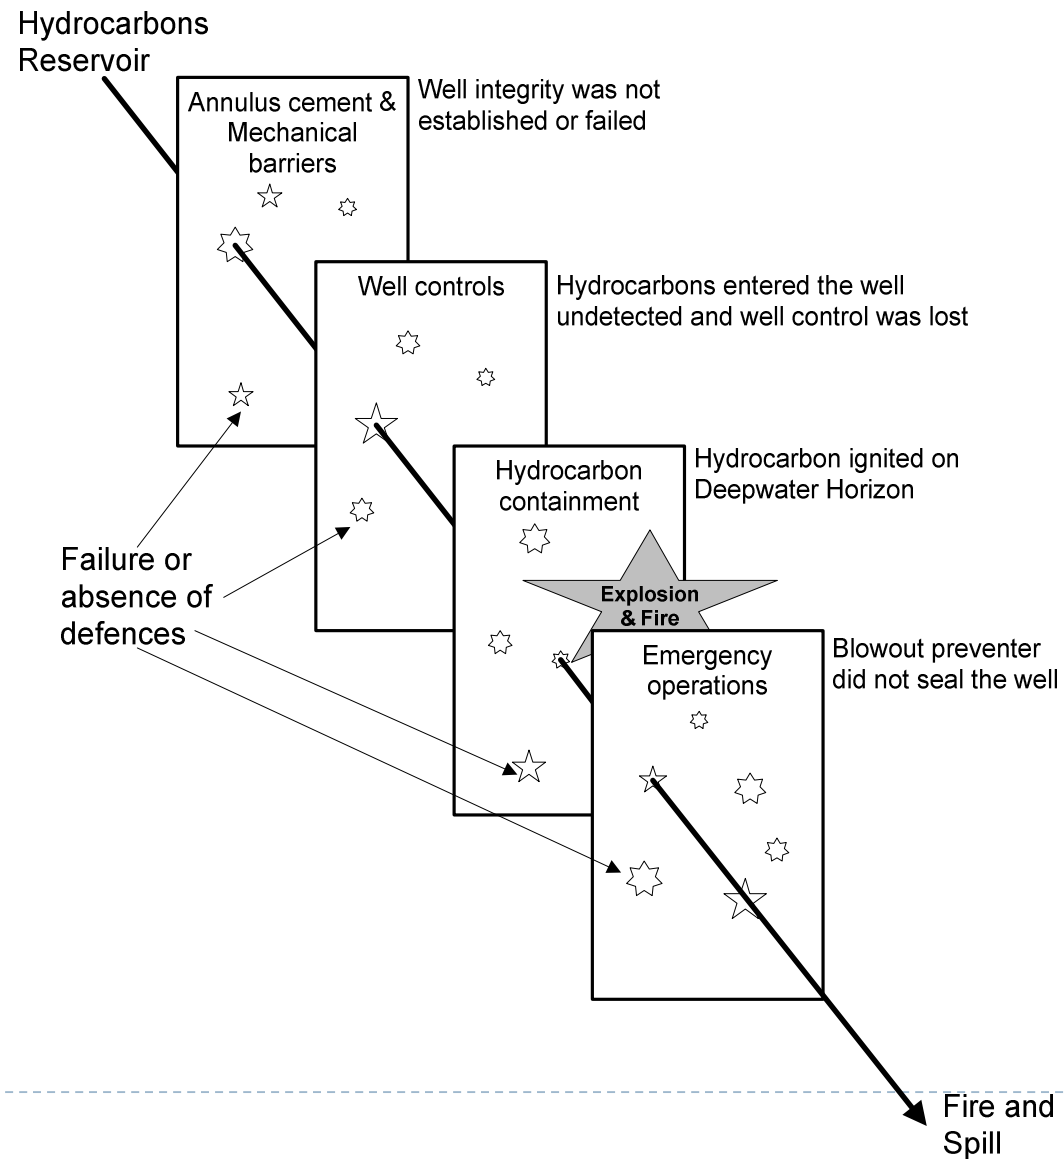 Hydrocarbons
Reservoir
Annulus cement &
Mechanical
barriers
Well integrity was not
established or failed
Well controls
Hydrocarbons entered the well
undetected and well control was lost
Hydrocarbon
containment
Hydrocarbon ignited on
Deepwater Horizon
Failure or
absence of
defences
Explosion
& Fire
Emergency
operations
Blowout preventer
did not seal the well
Fire and
Spill